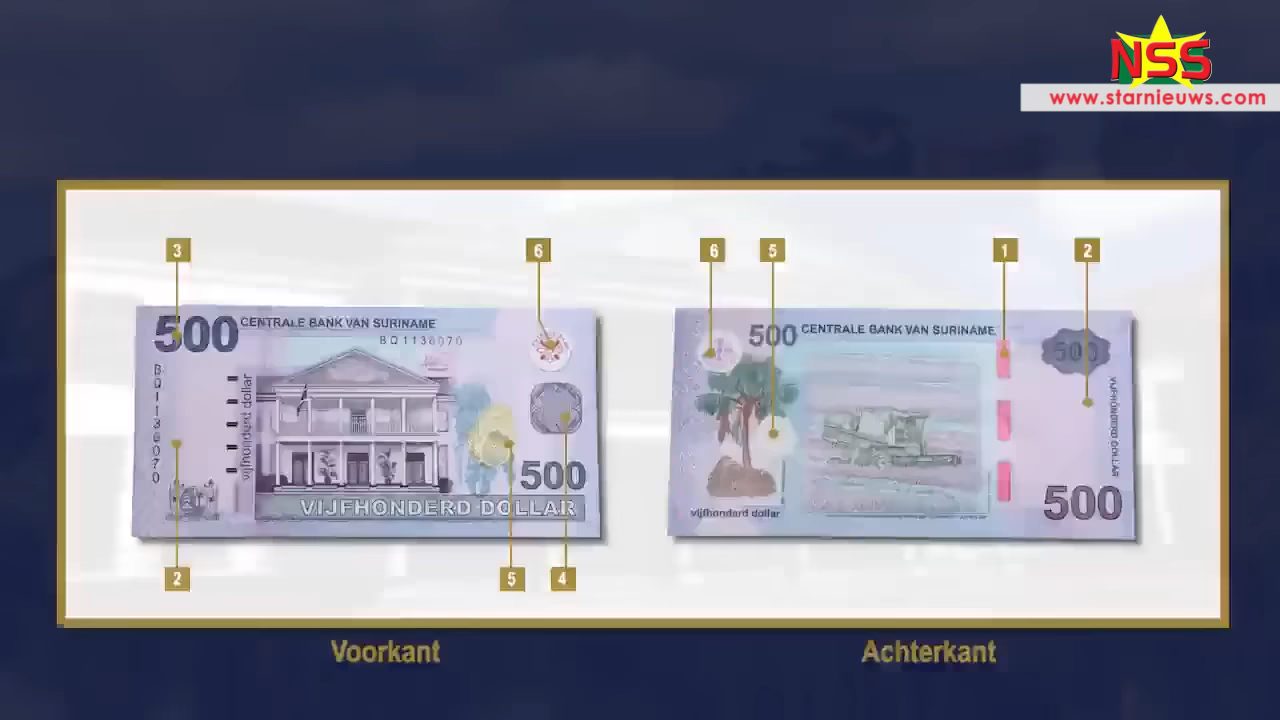 NSS
www.starnieuws.com
3
6
6
5
1
2
500
CENTRALE BANK VAN SURINAME
BQ1136070
BQ1136070
vijfhonderd dollar
500
VIJFHONDERD DOLLAR
500
CENTRALE BANK VAN SURINAME
500
VIJFHONDERD DOLLAR
vijfhonderd dollar
500
2
5
4
Voorkant
Achterkant